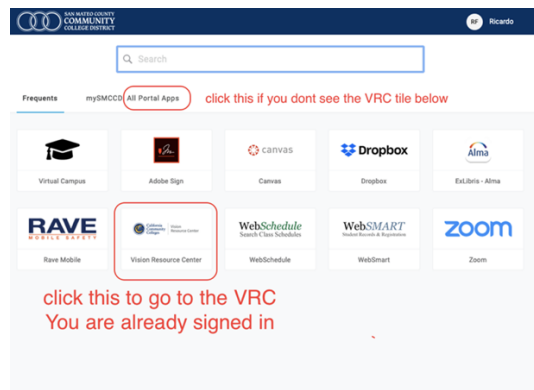 SAN MATEO COUNTY
COMMUNITY
COLLEGE DISTRICT
RF Ricardo
Search
Frequents mySMCCD All Portal Apps click this if you dont see the VRC tile below
Virtual Campus
Adobe Sign
canvas
Canvas
Dropbox
Dropbox
Alma
ExLibris - Alma
RAVE
MOBILE SAFETY
Rave Mobile
California
Community
Colleges
Vision
Resource Center
Vision Resource Center
WebSchedule
Search Class Schedules
WebSchedule
WebSMART
Student Records & Registration
WebSmart
zoom
Zoom
click this to go to the VRC
You are already signed in